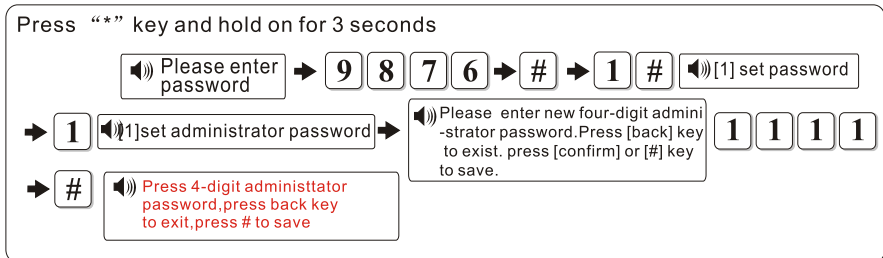 Press “*” key and hold on for 3 seconds
Please enter
password
9 8 7 6 # 1 # [1] set password
1 [1]set administrator password
Please enter new four-digit admini
-strator password.Press [back] key
to exist. press [confirm] or [#] key
to save.
1 1 1 1
#
Press 4-digit administtator
password,press back key
to exit,press # to save